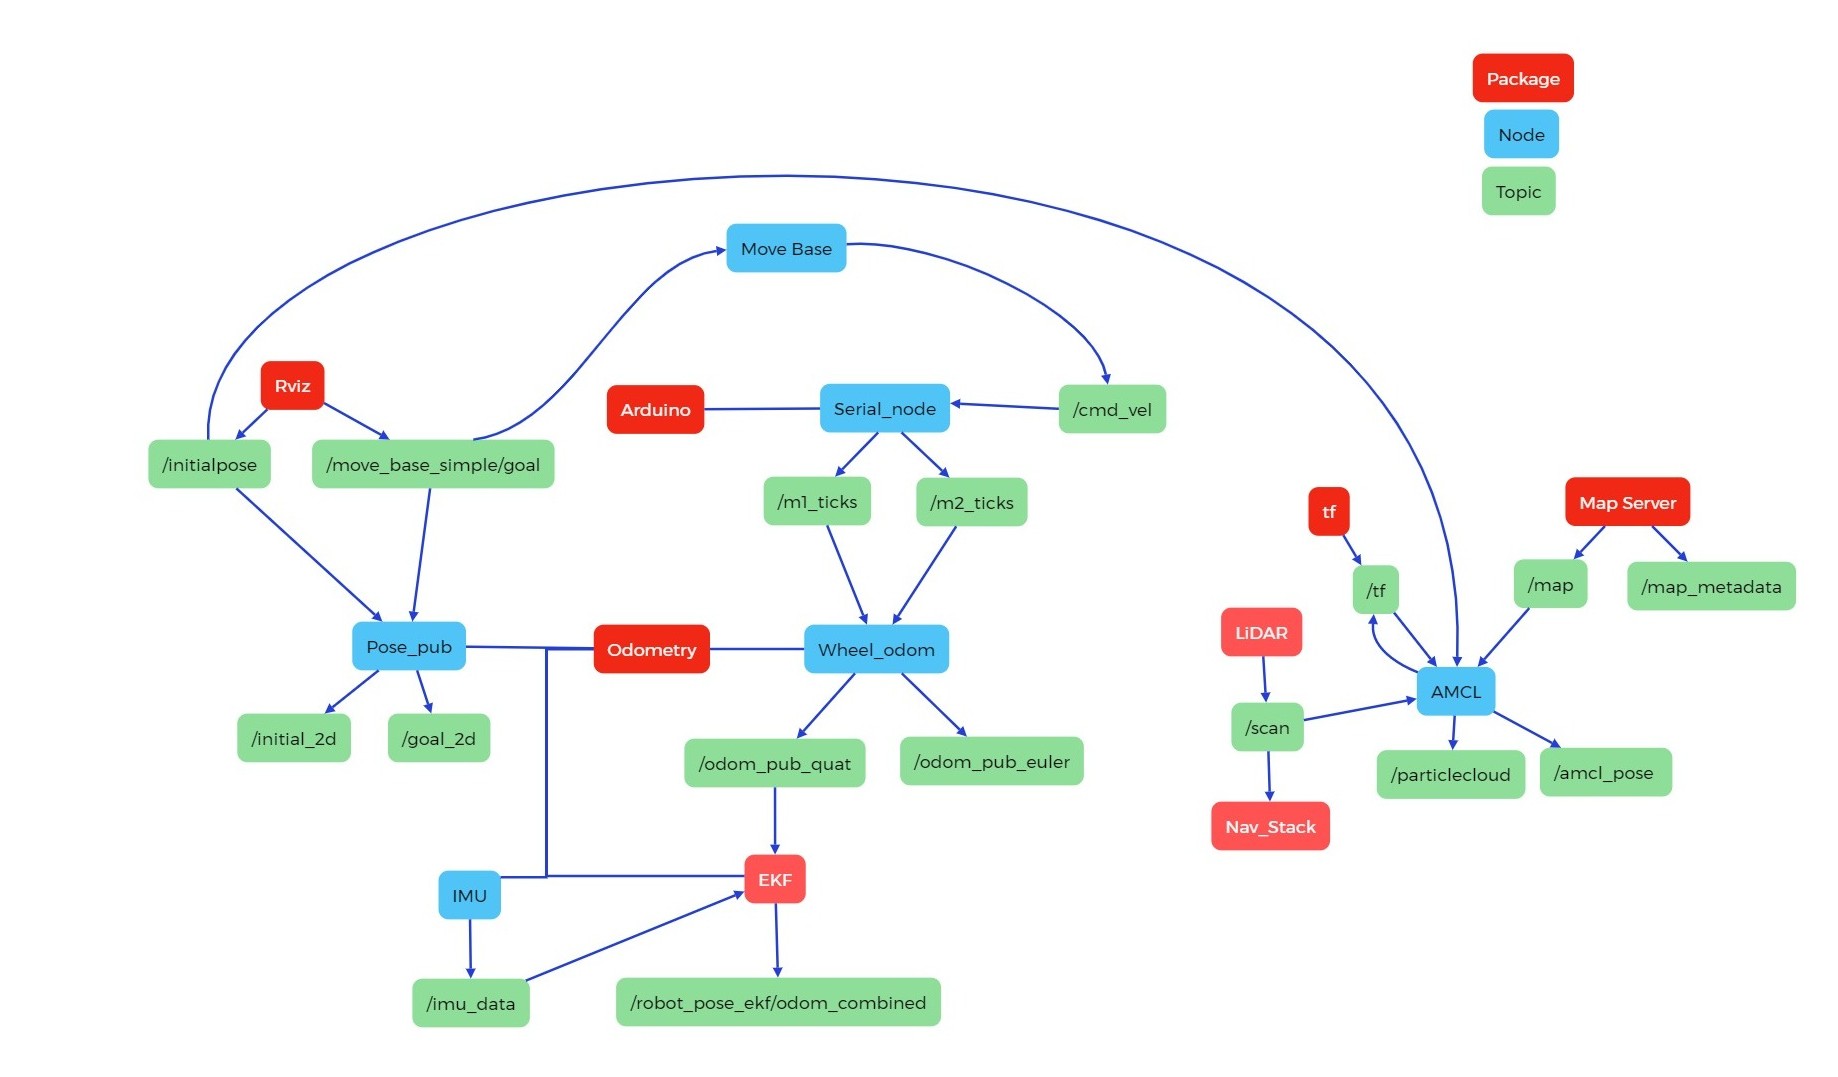 Package
Node
Topic
Move Base
Rviz
Arduino
Serial_node
/cmd_vel
/initialpose
/move_base_simple/goal
/m1_ticks
/m2_ticks
tf
Map Server
/tf
/map
/map_metadata
LiDAR
Pose_pub
Odometry
Wheel_odom
AMCL
/scan
/initial_2d
/goal_2d
/odom_pub_quat
/odom_pub_euler
/particlecloud
/amcl_pose
Nav_Stack
IMU
EKF
/imu_data
/robot_pose_ekf/odom_combined